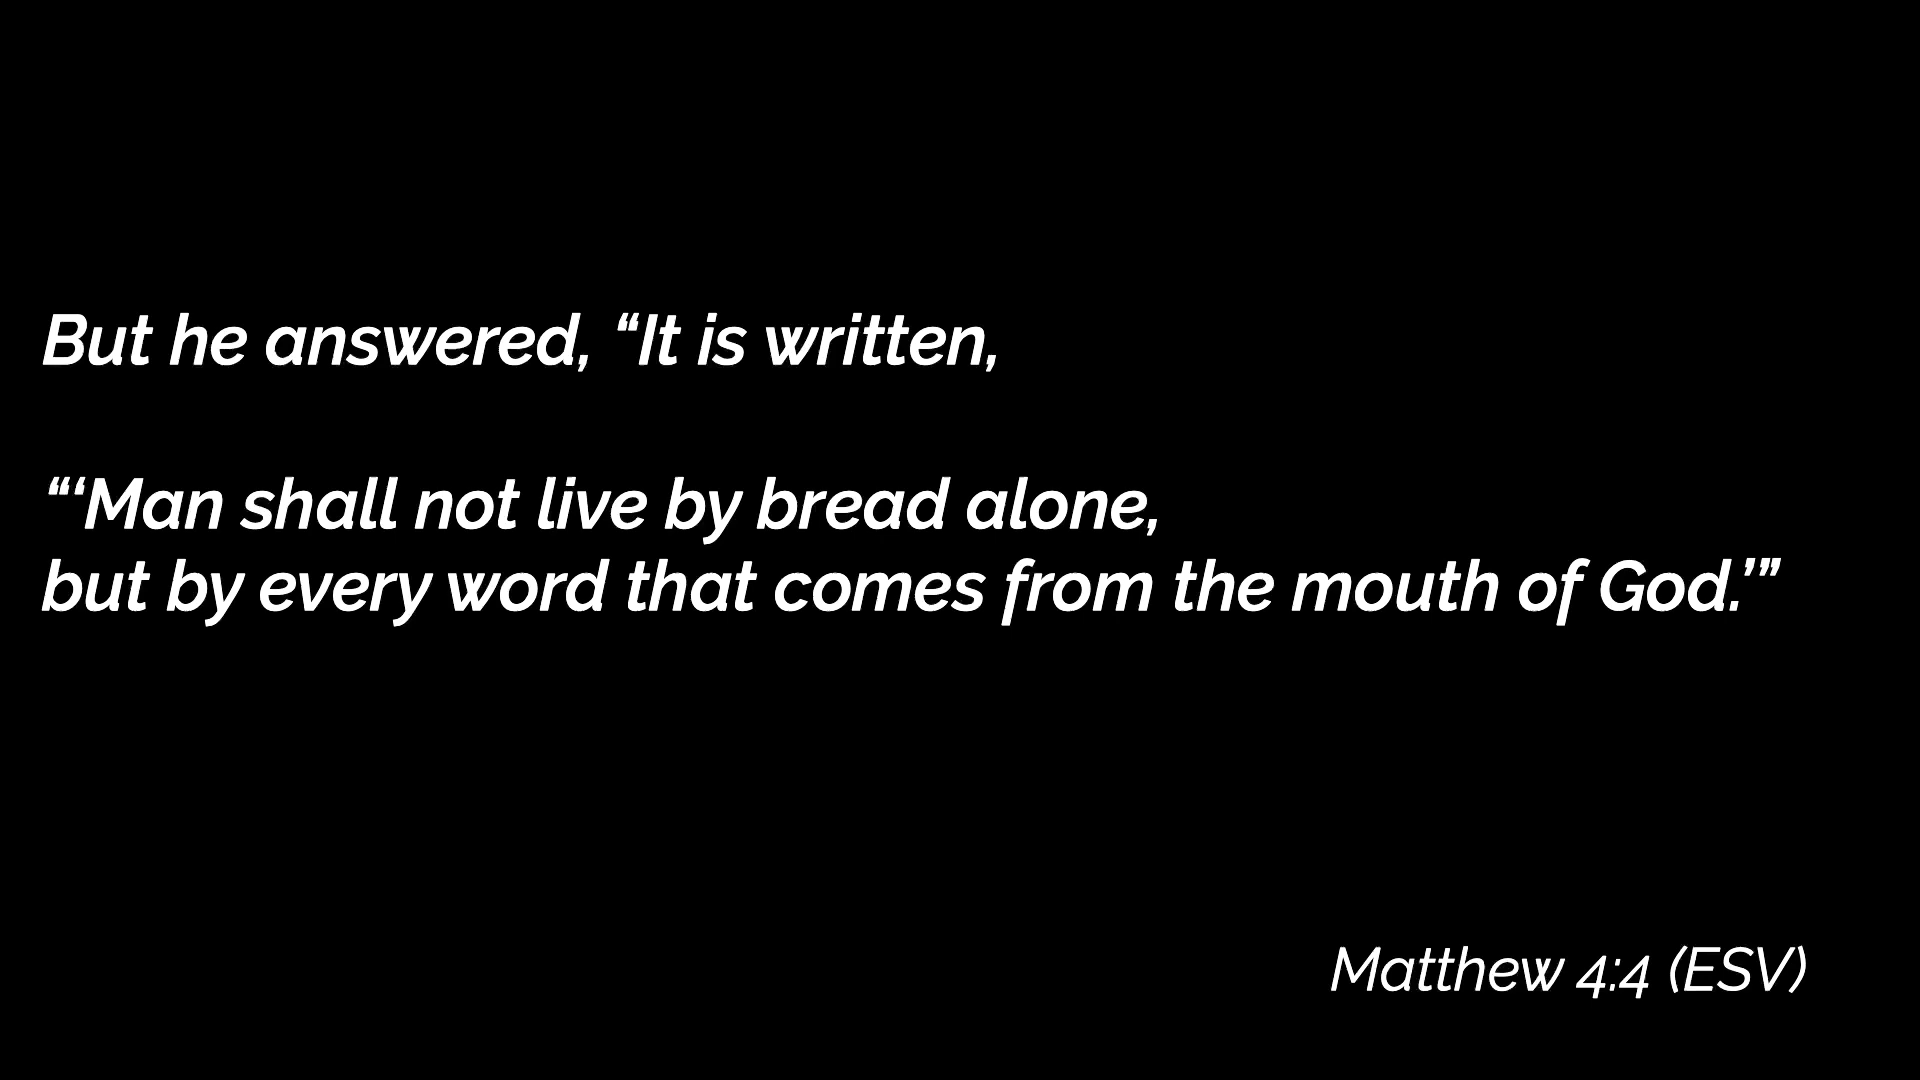 But he answered, “It is written,
“‘Man shall not live by bread alone,
but by every word that comes from the mouth of God.’”
Matthew 4:4 (ESV)